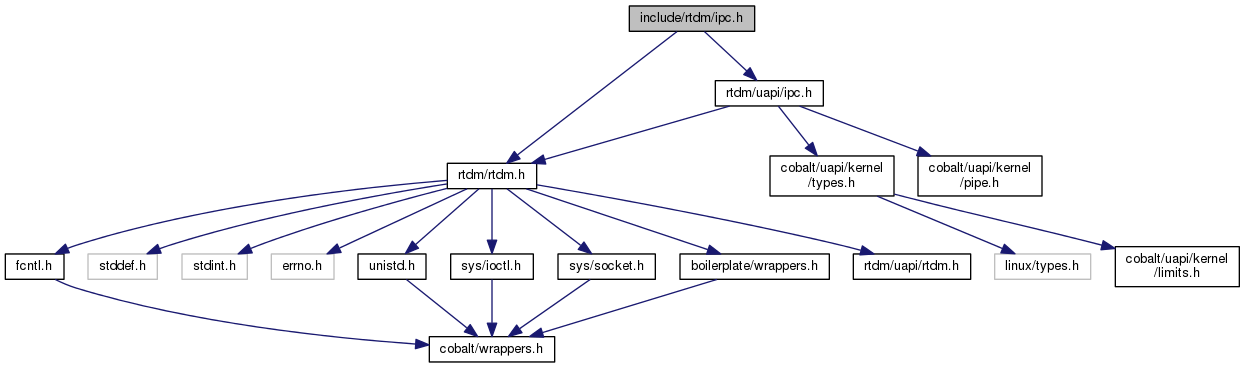 include/rtdm/ipc.h
rtdm/uapi/ipc.h
rtdm/rtdm.h
cobalt/uapi/kernel
/types.h
cobalt/uapi/kernel
/pipe.h
fcntl.h
stddef.h
stdint.h
errno.h
unistd.h
sys/ioctl.h
sys/socket.h
boilerplate/wrappers.h
rtdm/uapi/rtdm.h
linux/types.h
cobalt/uapi/kernel
/limits.h
cobalt/wrappers.h